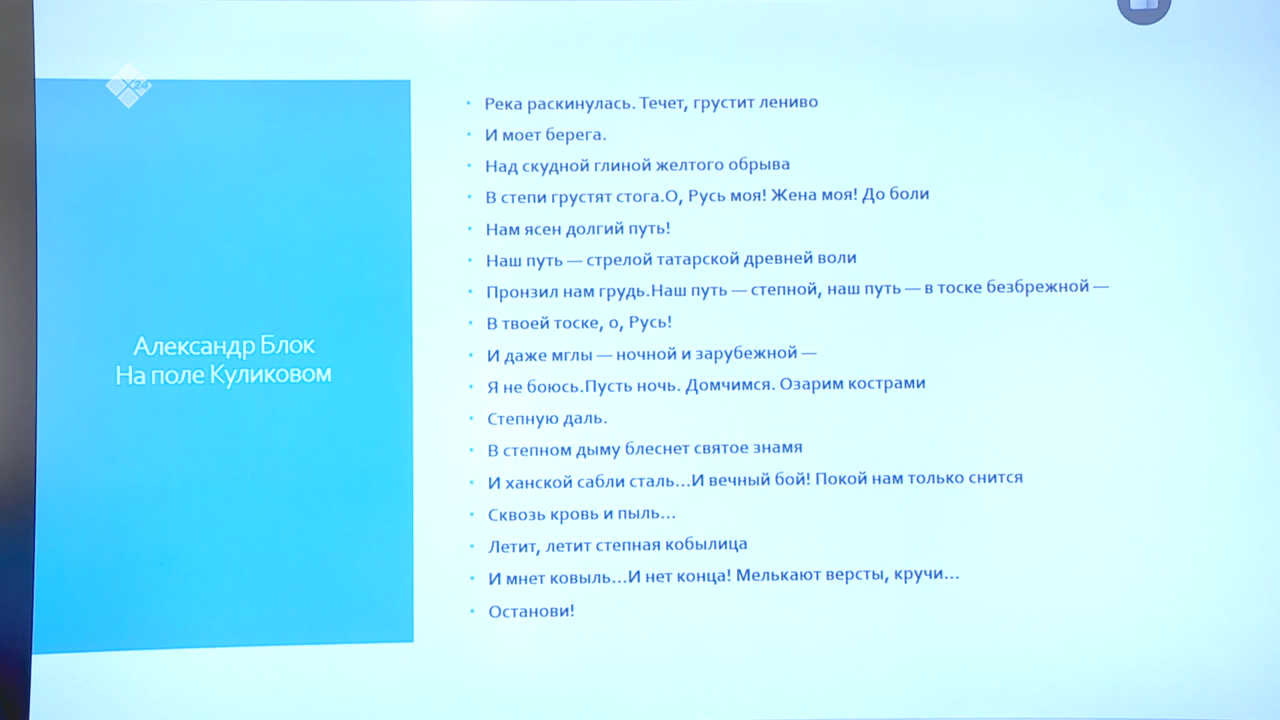 Х24
Александр Блок
На поле Куликовом
• Река раскинулась. Течет, грустит лениво
• И моет берега.
• Над скудной глиной желтого обрыва
• В степи грустят стога.О, Русь моя! Жена моя! До боли
• Нам ясен долгий путь!
• Наш путь — стрелой татарской древней воли
• Пронзил нам грудь.Наш путь — степной, наш путь — в тоске безбрежной —
• В твоей тоске, о, Русь!
• И даже мглы — ночной и зарубежной —
• Я не боюсь.Пусть ночь. Домчимся. Озарим кострами
• Степную даль.
• В степном дыму блеснет святое знамя
• И ханской сабли сталь…И вечный бой! Покой нам только снится
• Сквозь кровь и пыль…
• Летит, летит степная кобылица
• И мнет ковыль…И нет конца! Мелькают версты, кручи…
• Останови!